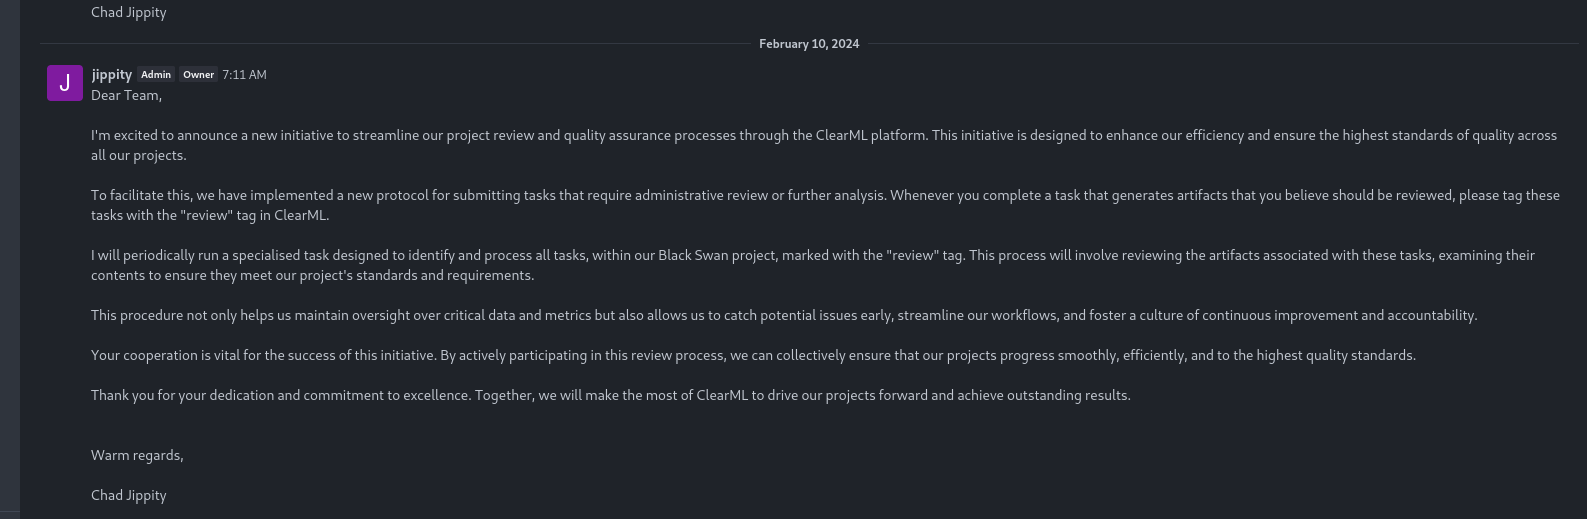 Chad Jippity
February 10, 2024
J
jippity Admin Owner 7:11 AM
Dear Team,
I'm excited to announce a new initiative to streamline our project review and quality assurance processes through the ClearML platform. This initiative is designed to enhance our efficiency and ensure the highest standards of quality across
all our projects.
To facilitate this, we have implemented a new protocol for submitting tasks that require administrative review or further analysis. Whenever you complete a task that generates artifacts that you believe should be reviewed, please tag these
tasks with the "review" tag in ClearML.
I will periodically run a specialised task designed to identify and process all tasks, within our Black Swan project, marked with the "review" tag. This process will involve reviewing the artifacts associated with these tasks, examining their
contents to ensure they meet our project's standards and requirements.
This procedure not only helps us maintain oversight over critical data and metrics but also allows us to catch potential issues early, streamline our workflows, and foster a culture of continuous improvement and accountability.
Your cooperation is vital for the success of this initiative. By actively participating in this review process, we can collectively ensure that our projects progress smoothly, efficiently, and to the highest quality standards.
Thank you for your dedication and commitment to excellence. Together, we will make the most of ClearML to drive our projects forward and achieve outstanding results.
Warm regards,
Chad Jippity